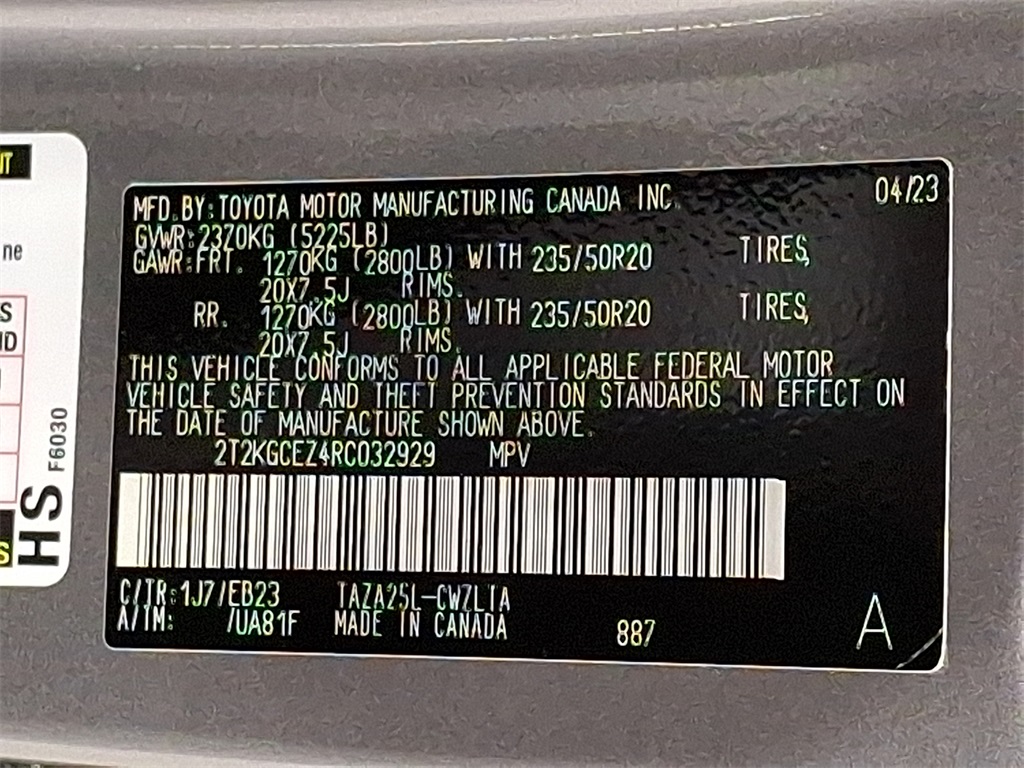 MFD.BY:TOYOTA MOTOR MANUFACTURING CANADA INC. 04/23
GVWR:2370KG (5225LB)
GAWR:FRT. 1270KG (2800LB) WITH 235/50R20 TIRES,
20X7.5J RIMS.
RR. 1270KG (2800LB) WITH 235/50R20 TIRES,
20X7.5J RIMS.
THIS VEHICLE CONFORMS TO ALL APPLICABLE FEDERAL MOTOR
VEHICLE SAFETY AND THEFT PREVENTION STANDARDS IN EFFECT ON
THE DATE OF MANUFACTURE SHOWN ABOVE.
2T2KGCEZ4RC032929 MPV
C/TR:1J7/EB23 TAZA25L-CWZLTA
A/TM: /UA81F MADE IN CANADA 887 A
ne
HS F6030